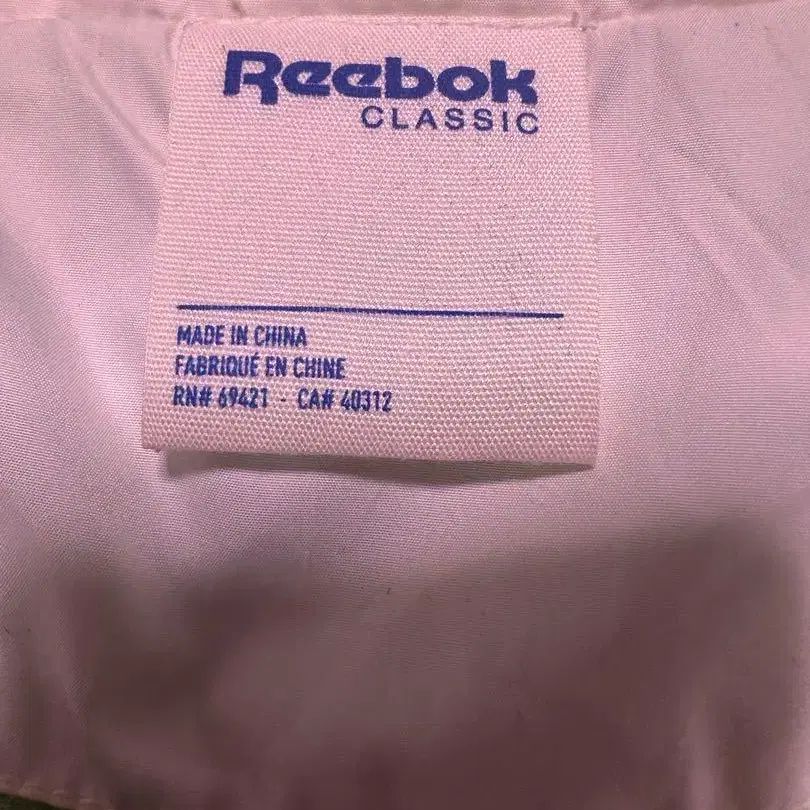 Reebok
CLASSIC
MADE IN CHINA
FABRIQUÉ EN CHINE
RN# 69421 - CA# 40312